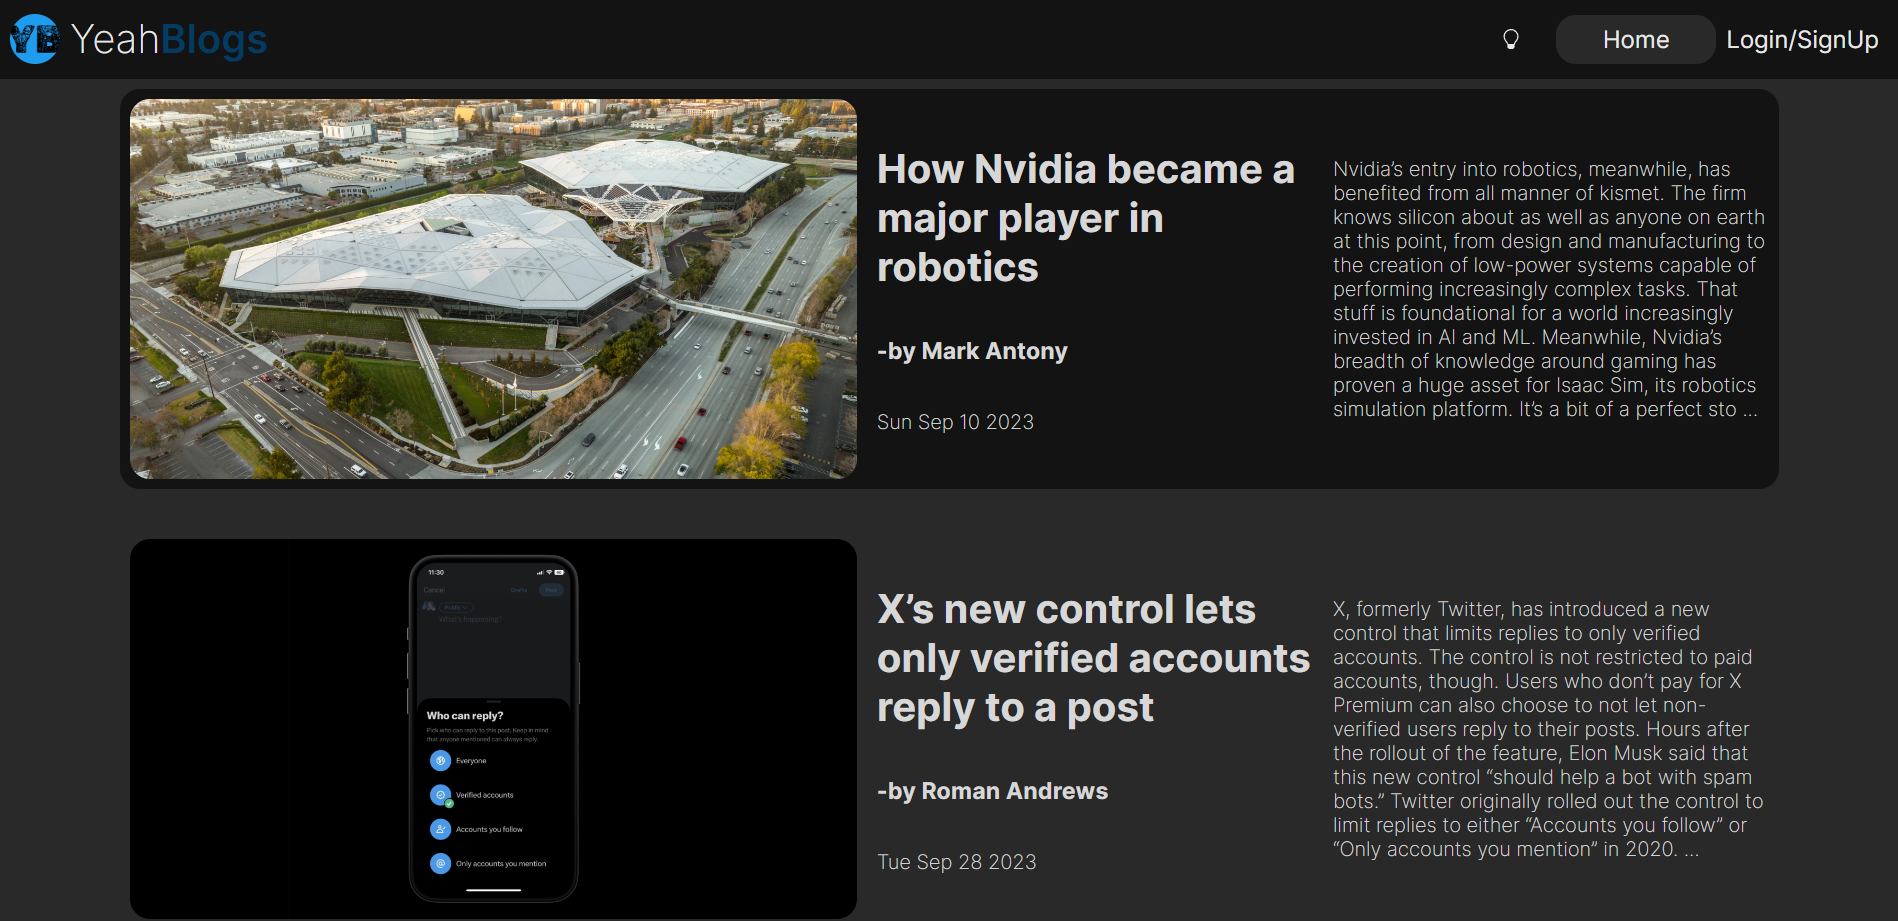 YB YeahBlogs
Home
Login/SignUp
How Nvidia became a
major player in
robotics
-by Mark Antony
Sun Sep 10 2023
Nvidia’s entry into robotics, meanwhile, has
benefited from all manner of kismet. The firm
knows silicon about as well as anyone on earth
at this point, from design and manufacturing to
the creation of low-power systems capable of
performing increasingly complex tasks. That
stuff is foundational for a world increasingly
invested in AI and ML. Meanwhile, Nvidia’s
breadth of knowledge around gaming has
proven a huge asset for Isaac Sim, its robotics
simulation platform. It’s a bit of a perfect sto ...
11:30
Cancel
Drafts
Post
Public
What's happening?
Who can reply?
Pick who can reply to this post. Keep in mind
that anyone mentioned can always reply.
Everyone
Verified accounts
Accounts you follow
Only accounts you mention
X’s new control lets
only verified accounts
reply to a post
-by Roman Andrews
Tue Sep 28 2023
X, formerly Twitter, has introduced a new
control that limits replies to only verified
accounts. The control is not restricted to paid
accounts, though. Users who don’t pay for X
Premium can also choose to not let non-
verified users reply to their posts. Hours after
the rollout of the feature, Elon Musk said that
this new control “should help a bot with spam
bots.” Twitter originally rolled out the control to
limit replies to either “Accounts you follow” or
“Only accounts you mention” in 2020. ...